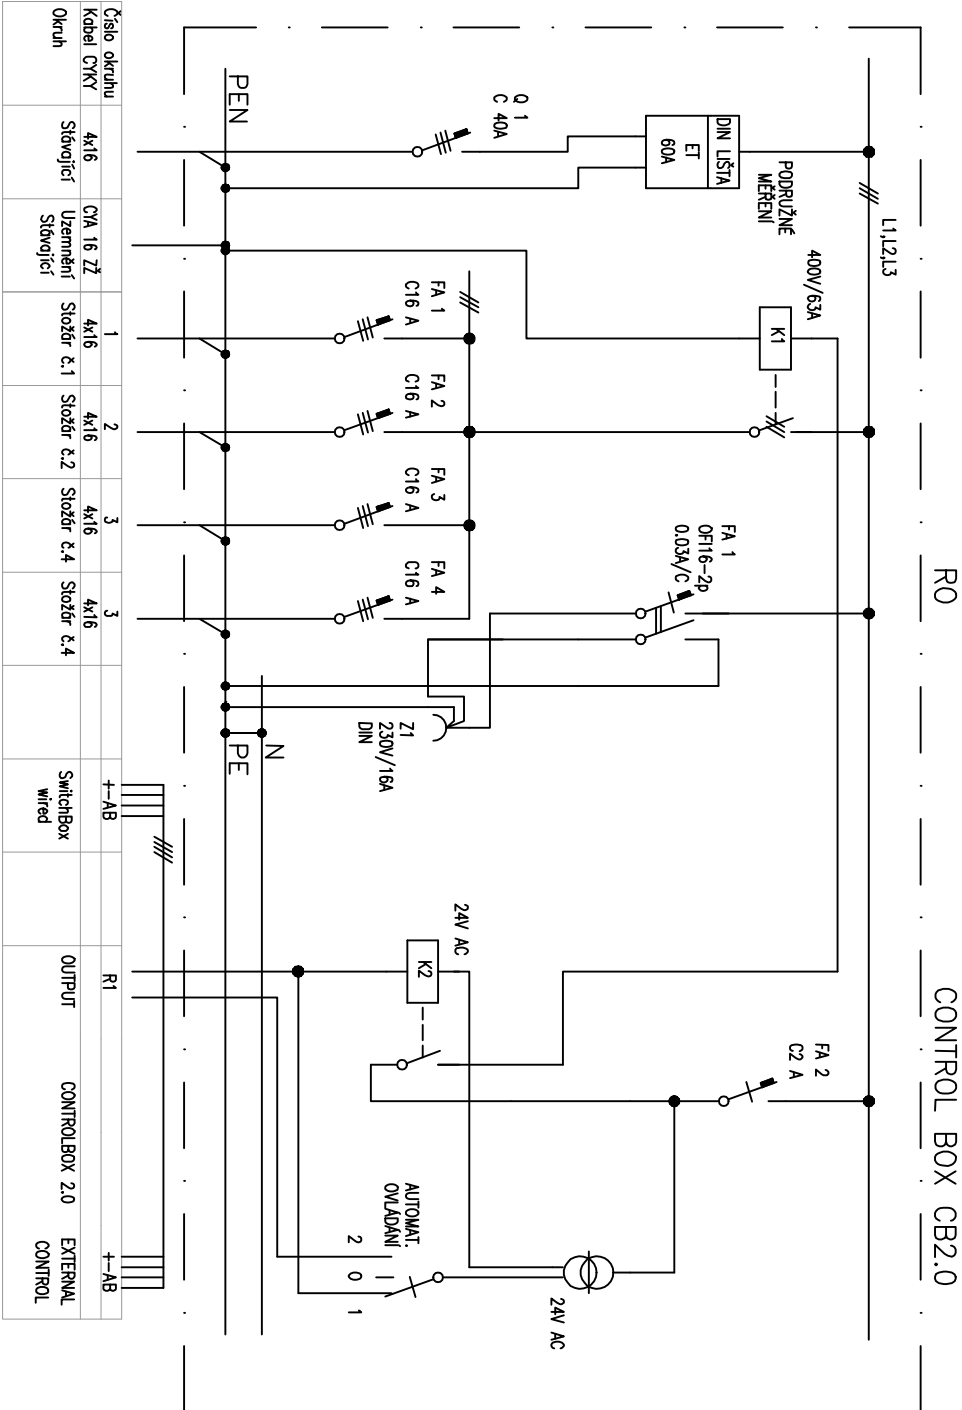 RO
CONTROL BOX CB2.0
L1,L2,L3
PODRUŽNÉ
MĚŘENÍ
DIN LIŠTA
ET
60A
Q 1
C 40A
400V/63A
K1
FA 1
OFI16-2p
0.03A/C
FA 2
C2 A
FA 1
C16 A
FA 2
C16 A
FA 3
C16 A
FA 4
C16 A
Z1
230V/16A
DIN
24V AC
K2
24V AC
AUTOMAT.
OVLÁDÁNÍ
2 0 1
PEN
N
PE
Číslo okruhu 1 2 3 3 +-AB R1 +-AB
Kabel CYKY 4x16 CYA 16 ZŽ 4x16 4x16 4x16 4x16
Okruh
Stávající
Uzemnění
Stávající
Stožár č.1
Stožár č.2
Stožár č.4
Stožár č.4
SwitchBox
wired
OUTPUT
CONTROLBOX 2.0
EXTERNAL
CONTROL